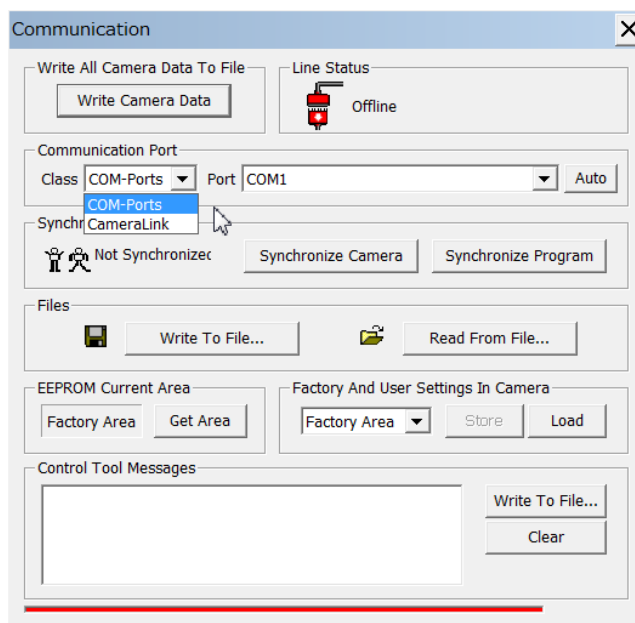 Communication
Write All Camera Data To File
Line Status
Write Camera Data
Offline
Communication Port
Class COM-Ports Port COM1 Auto
COM-Ports
CameraLink
Synchr
Not Synchronized
Synchronize Camera
Synchronize Program
Files
Write To File...
Read From File...
EEPROM Current Area
Factory And User Settings In Camera
Factory Area
Get Area
Factory Area
Store
Load
Control Tool Messages
Write To File...
Clear